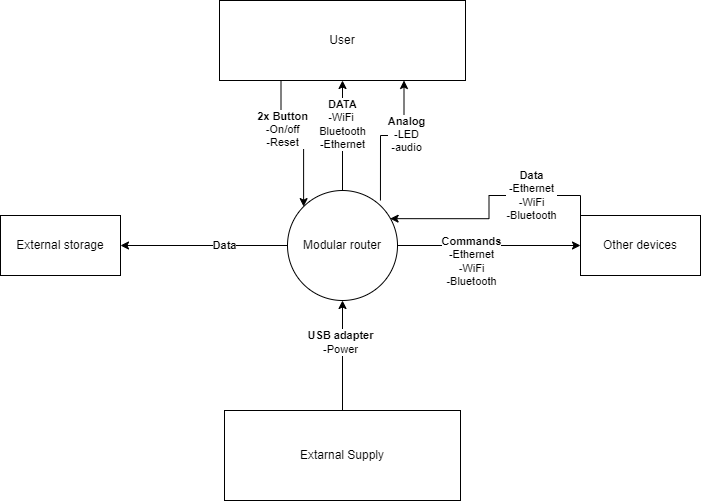 User
2x Button
-On/off
-Reset
DATA
-WiFi
Bluetooth
-Ethernet
Analog
-LED
-audio
Data
-Ethernet
-WiFi
-Bluetooth
External storage
Data
Modular router
Commands
-Ethernet
-WiFi
-Bluetooth
Other devices
USB adapter
-Power
Extarnal Supply